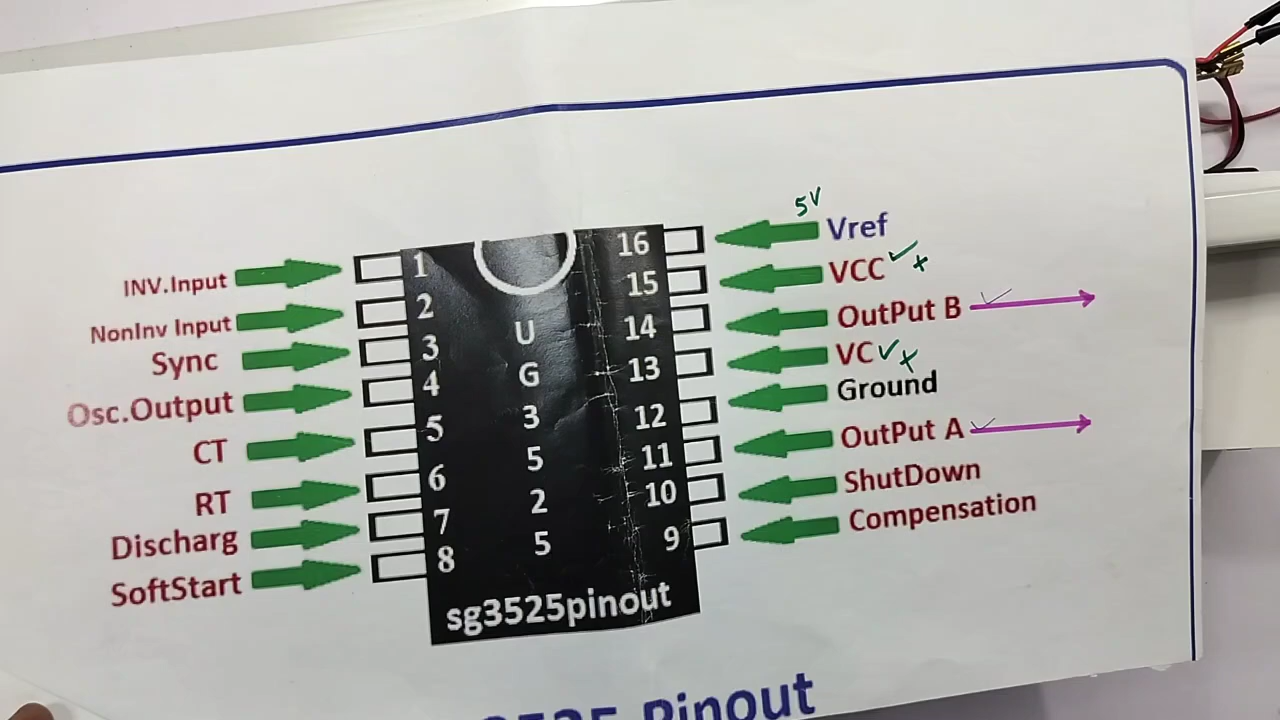 5V
INV.Input 1 16 Vref
NonInv Input 2 15 VCC ✓+
Sync 3 14 OutPut B ✓
Osc.Output 4 13 VC ✓+
CT 5 12 Ground
RT 6 11 OutPut A ✓
Discharg 7 10 ShutDown
SoftStart 8 9 Compensation
U
G
3
5
2
5
sg3525pinout
3525 Pinout